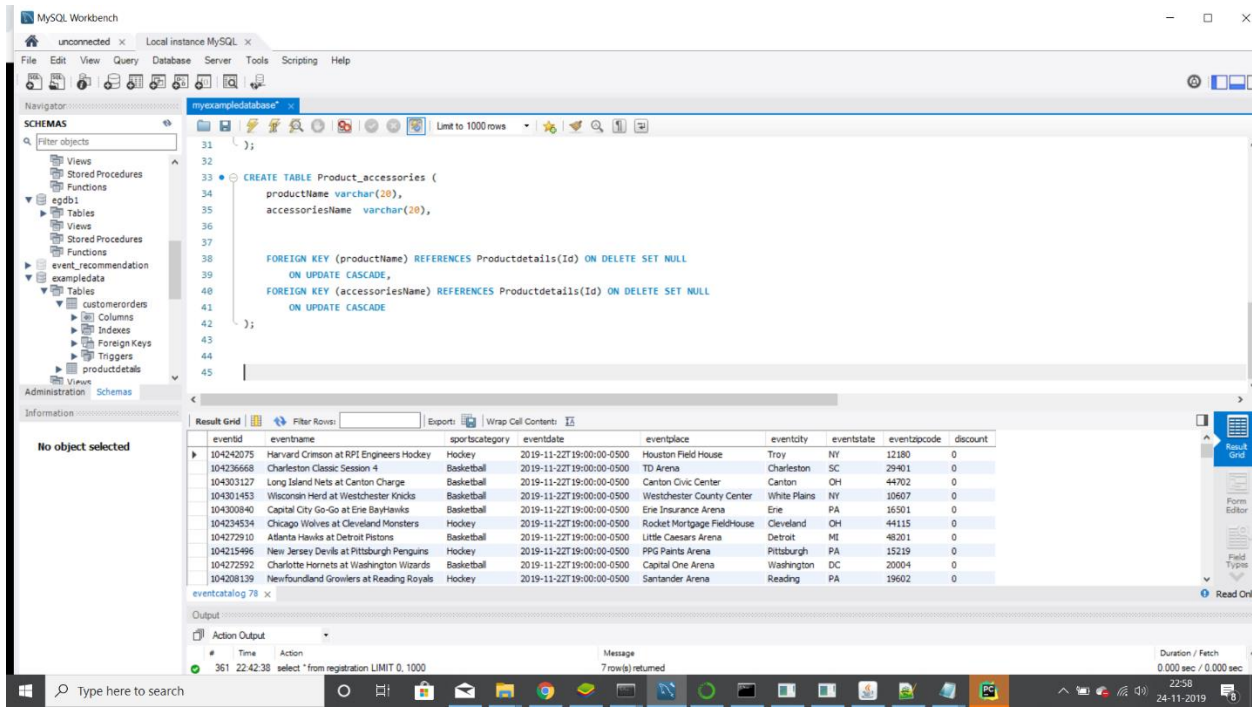 MySQL Workbench
unconnected × Local instance MySQL ×
File Edit View Query Database Server Tools Scripting Help
Navigator
SCHEMAS
Filter objects
Views
Stored Procedures
Functions
egdb1
Tables
Views
Stored Procedures
Functions
event_recommendation
exampledata
Tables
customerorders
Columns
Indexes
Foreign Keys
Triggers
productdetails
Views
Administration Schemas
Information
No object selected
myexampledatabase* ×
Limit to 1000 rows
31 );
32
33 CREATE TABLE Product_accessories (
34 productName varchar(20),
35 accessoriesName varchar(20),
36
37
38 FOREIGN KEY (productName) REFERENCES Productdetails(Id) ON DELETE SET NULL
39 ON UPDATE CASCADE,
40 FOREIGN KEY (accessoriesName) REFERENCES Productdetails(Id) ON DELETE SET NULL
41 ON UPDATE CASCADE
42 );
43
44
45
Result Grid Filter Rows: Export: Wrap Cell Content:
eventid eventname sportscategory eventdate eventplace eventcity eventstate eventzipcode discount
104242075 Harvard Crimson at RPI Engineers Hockey Hockey 2019-11-22T19:00:00-0500 Houston Field House Troy NY 12180 0
104236668 Charleston Classic Session 4 Basketball 2019-11-22T19:00:00-0500 TD Arena Charleston SC 29401 0
104303127 Long Island Nets at Canton Charge Basketball 2019-11-22T19:00:00-0500 Canton Civic Center Canton OH 44702 0
104301453 Wisconsin Herd at Westchester Knicks Basketball 2019-11-22T19:00:00-0500 Westchester County Center White Plains NY 10607 0
104300840 Capital City Go-Go at Erie BayHawks Basketball 2019-11-22T19:00:00-0500 Erie Insurance Arena Erie PA 16501 0
104234534 Chicago Wolves at Cleveland Monsters Hockey 2019-11-22T19:00:00-0500 Rocket Mortgage FieldHouse Cleveland OH 44115 0
104272910 Atlanta Hawks at Detroit Pistons Basketball 2019-11-22T19:00:00-0500 Little Caesars Arena Detroit MI 48201 0
104215496 New Jersey Devils at Pittsburgh Penguins Hockey 2019-11-22T19:00:00-0500 PPG Paints Arena Pittsburgh PA 15219 0
104272592 Charlotte Hornets at Washington Wizards Basketball 2019-11-22T19:00:00-0500 Capital One Arena Washington DC 20004 0
104208139 Newfoundland Growlers at Reading Royals Hockey 2019-11-22T19:00:00-0500 Santander Arena Reading PA 19602 0
Result
Grid
Form
Editor
Field
Types
eventcatalog 78 ×
Read Onl
Output
Action Output
# Time Action Message Duration / Fetch
361 22:42:38 select * from registration LIMIT 0, 1000 7 row(s) returned 0.000 sec / 0.000 sec
Type here to search
22:58
24-11-2019